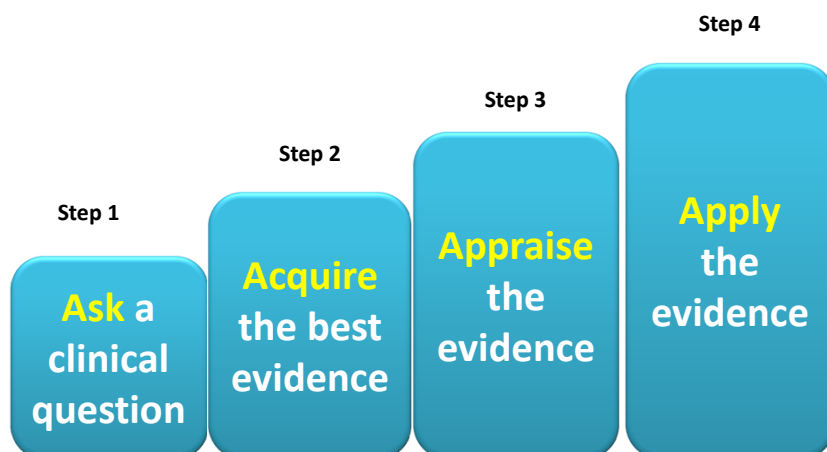 Step 1
Ask a
clinical
question
Step 2
Acquire
the best
evidence
Step 3
Appraise
the
evidence
Step 4
Apply
the
evidence